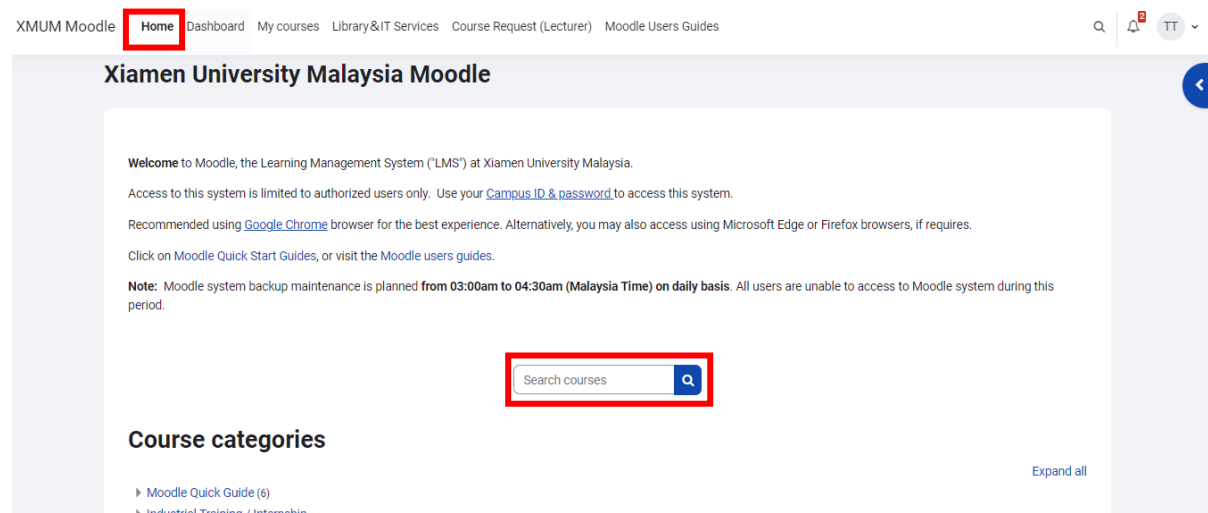 XMUM Moodle Home Dashboard My courses Library&IT Services Course Request (Lecturer) Moodle Users Guides 2 TT
Xiamen University Malaysia Moodle
Welcome to Moodle, the Learning Management System ("LMS") at Xiamen University Malaysia.
Access to this system is limited to authorized users only. Use your Campus ID & password to access this system.
Recommended using Google Chrome browser for the best experience. Alternatively, you may also access using Microsoft Edge or Firefox browsers, if requires.
Click on Moodle Quick Start Guides, or visit the Moodle users guides.
Note: Moodle system backup maintenance is planned from 03:00am to 04:30am (Malaysia Time) on daily basis. All users are unable to access to Moodle system during this
period.
Search courses
Course categories
Expand all
Moodle Quick Guide (6)
Industrial Training / Internship